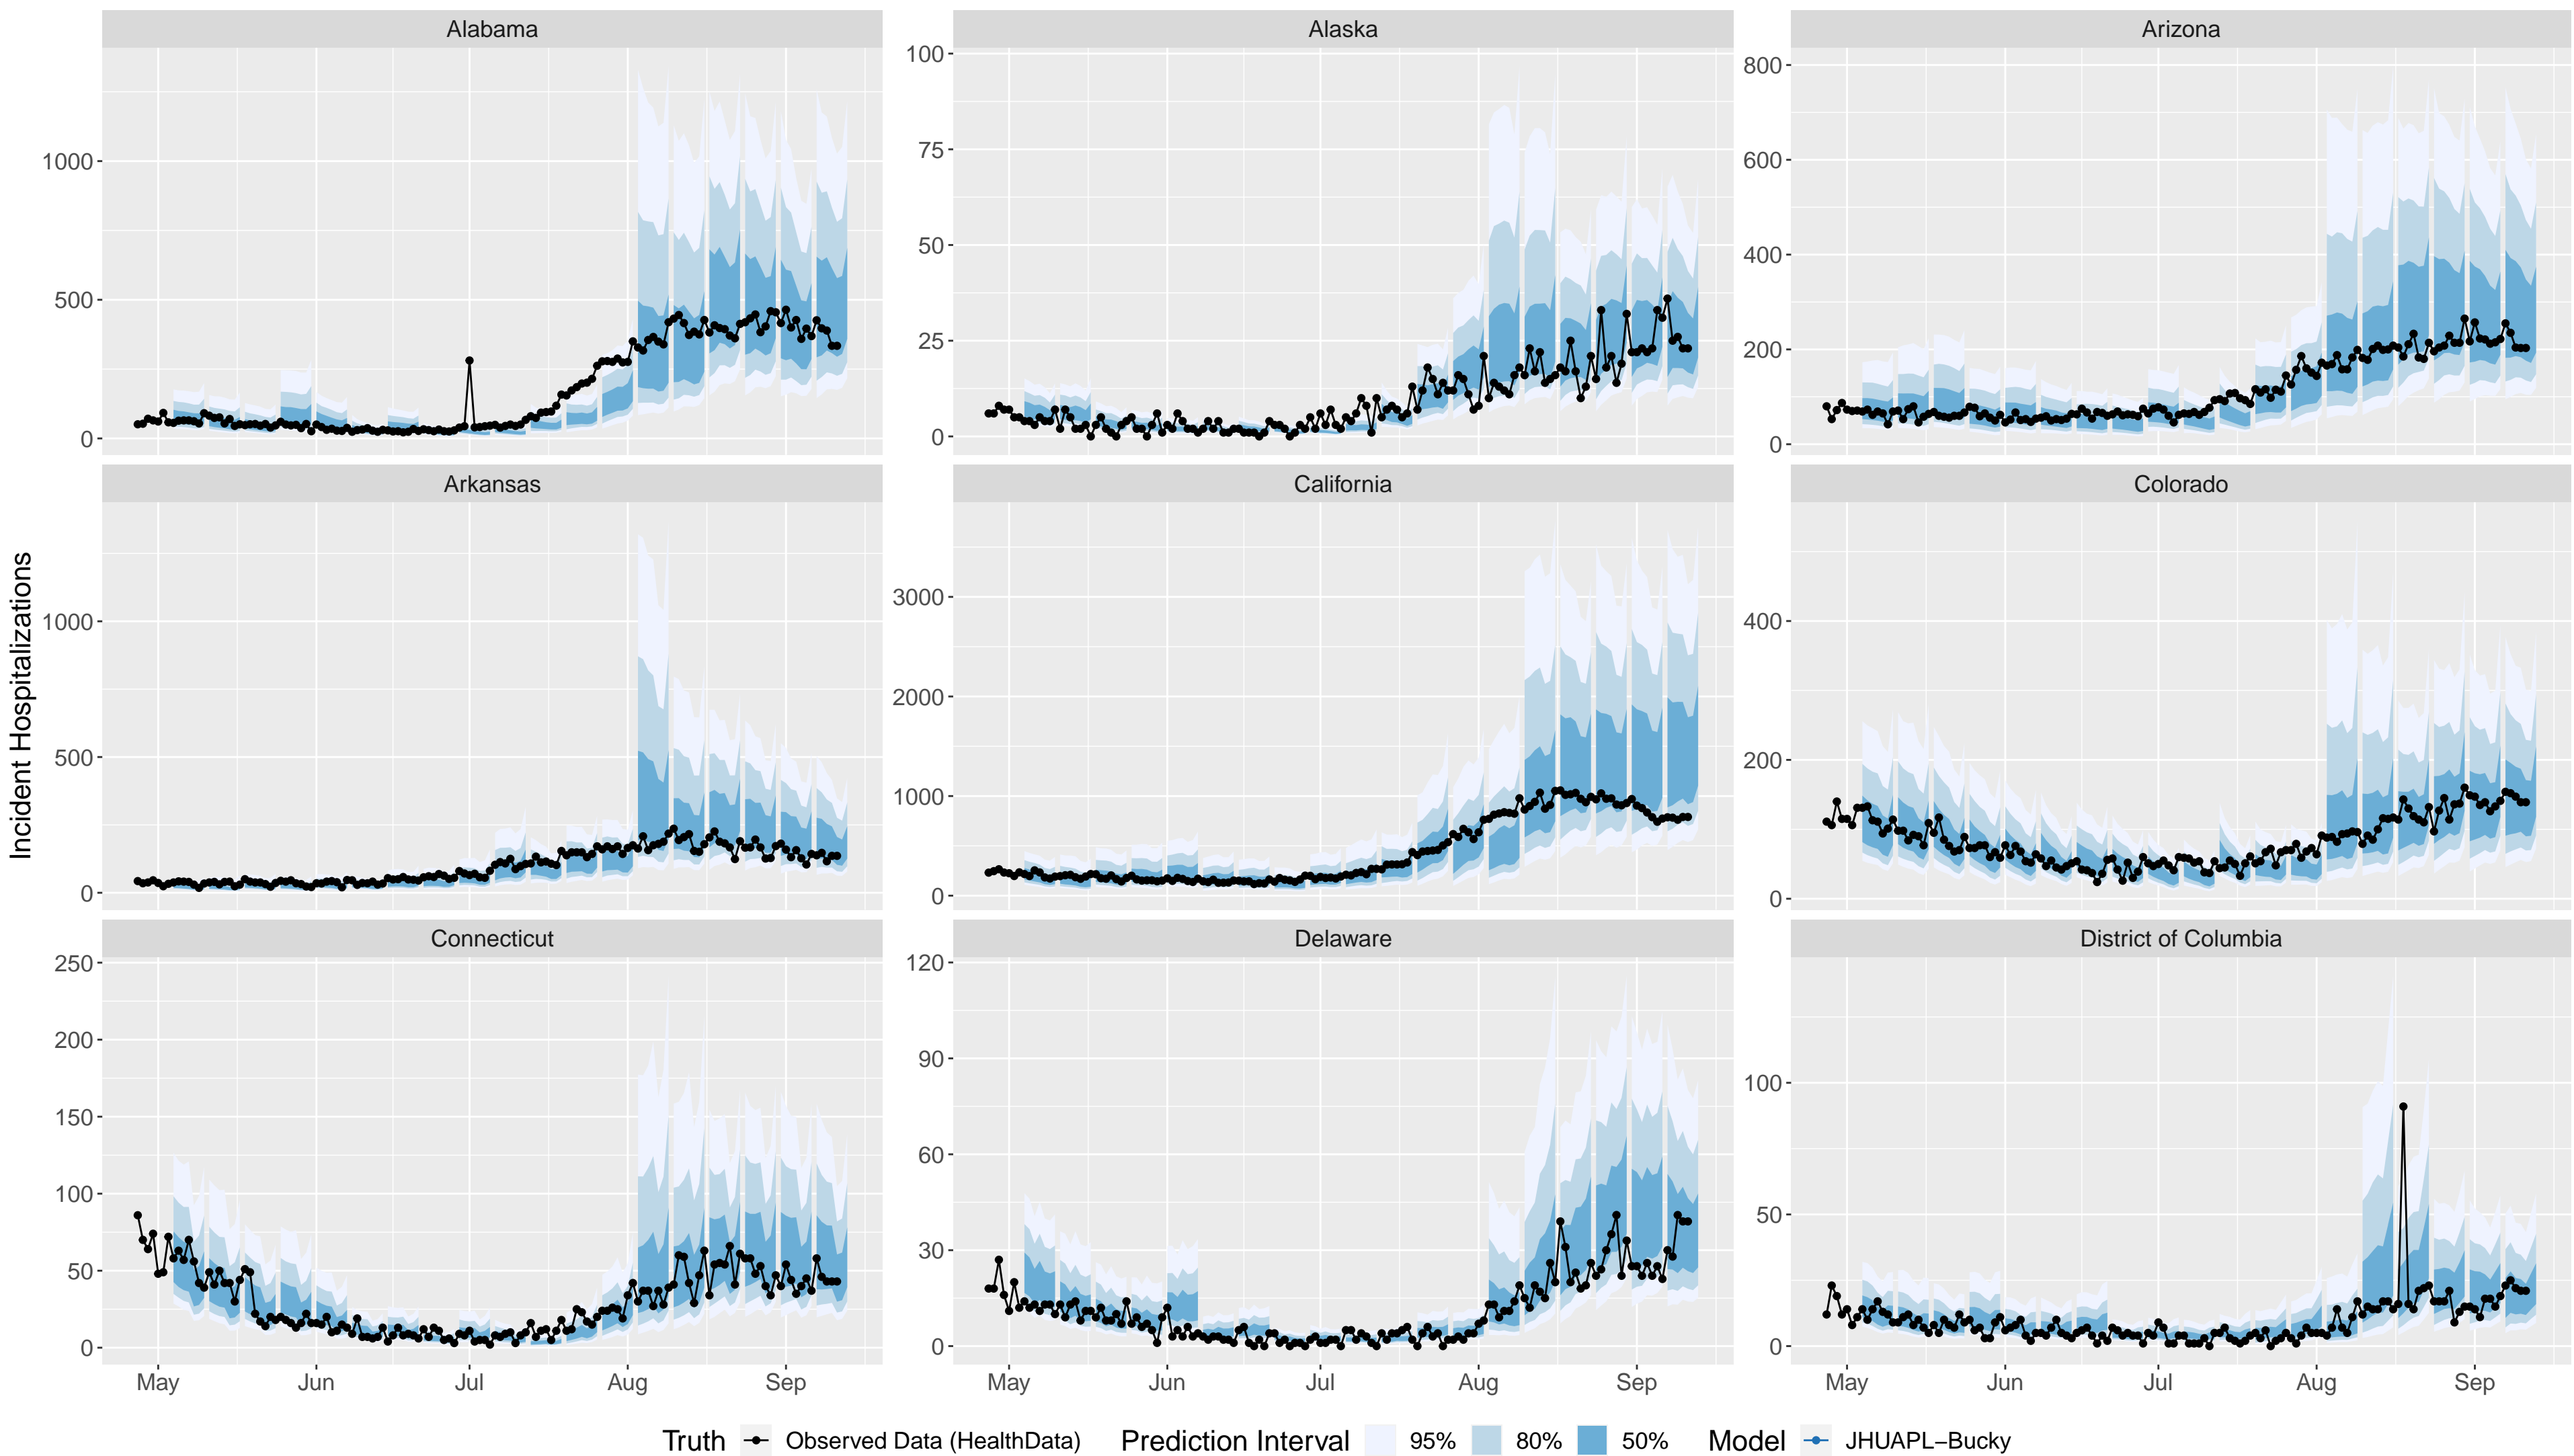 Alabama
Alaska
Arizona
1000
500
0
100
75
50
25
0
800
600
400
200
0
Arkansas
California
Colorado
1000
500
0
3000
2000
1000
0
400
200
0
Connecticut
Delaware
District of Columbia
250
200
150
100
50
0
120
90
60
30
0
100
50
0
May Jun Jul Aug Sep
May Jun Jul Aug Sep
May Jun Jul Aug Sep
Incident Hospitalizations
Truth Observed Data (HealthData) Prediction Interval 95% 80% 50% Model JHUAPL−Bucky